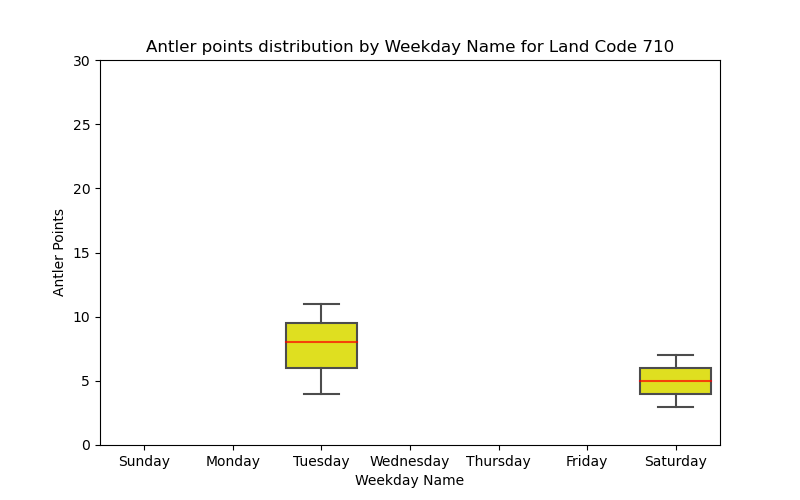 Antler points distribution by Weekday Name for Land Code 710
30
25
20
15
10
5
0
Antler Points
Sunday Monday Tuesday Wednesday Thursday Friday Saturday
Weekday Name